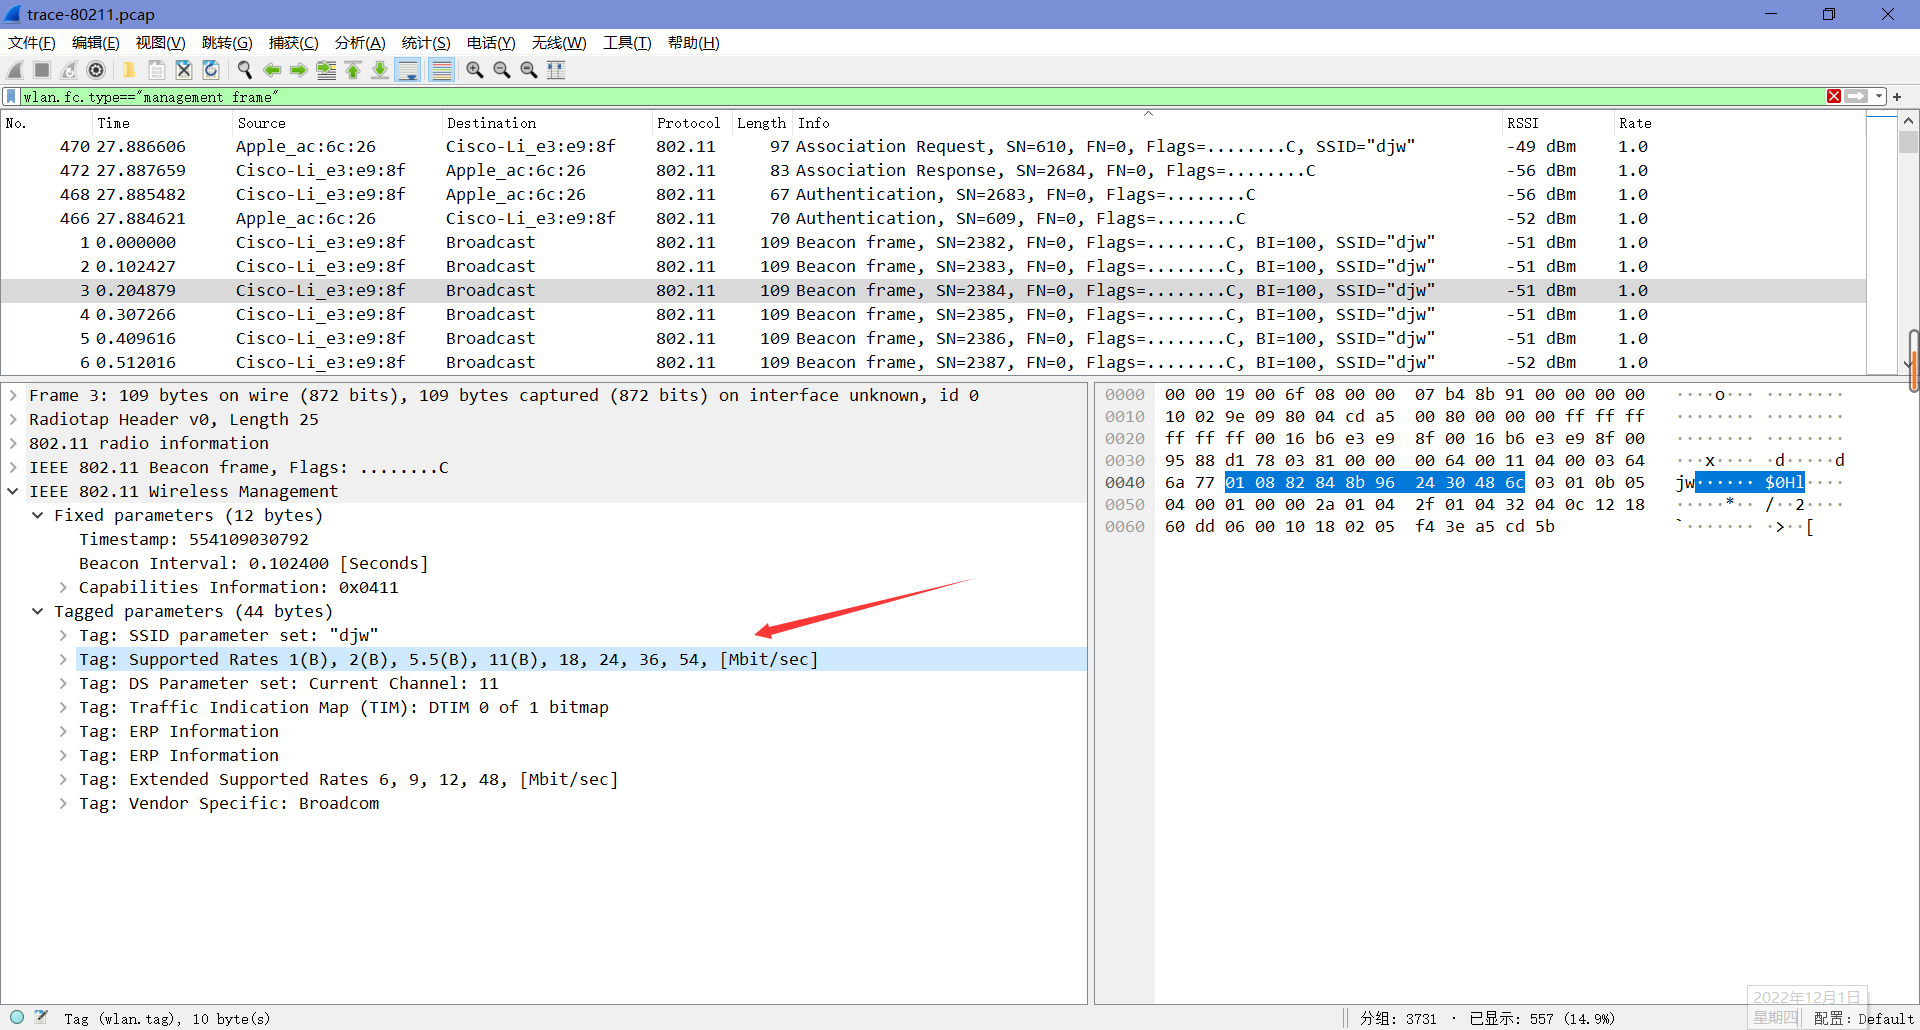 trace-80211.pcap
文件(F) 编辑(E) 视图(V) 跳转(G) 捕获(C) 分析(A) 统计(S) 电话(Y) 无线(W) 工具(T) 帮助(H)
wlan.fc.type=="management frame"
No. Time Source Destination Protocol Length Info RSSI Rate
470 27.886606 Apple_ac:6c:26 Cisco-Li_e3:e9:8f 802.11 97 Association Request, SN=610, FN=0, Flags=........C, SSID="djw" -49 dBm 1.0
472 27.887659 Cisco-Li_e3:e9:8f Apple_ac:6c:26 802.11 83 Association Response, SN=2684, FN=0, Flags=........C -56 dBm 1.0
468 27.885482 Cisco-Li_e3:e9:8f Apple_ac:6c:26 802.11 67 Authentication, SN=2683, FN=0, Flags=........C -56 dBm 1.0
466 27.884621 Apple_ac:6c:26 Cisco-Li_e3:e9:8f 802.11 70 Authentication, SN=609, FN=0, Flags=........C -52 dBm 1.0
1 0.000000 Cisco-Li_e3:e9:8f Broadcast 802.11 109 Beacon frame, SN=2382, FN=0, Flags=........C, BI=100, SSID="djw" -51 dBm 1.0
2 0.102427 Cisco-Li_e3:e9:8f Broadcast 802.11 109 Beacon frame, SN=2383, FN=0, Flags=........C, BI=100, SSID="djw" -51 dBm 1.0
3 0.204879 Cisco-Li_e3:e9:8f Broadcast 802.11 109 Beacon frame, SN=2384, FN=0, Flags=........C, BI=100, SSID="djw" -51 dBm 1.0
4 0.307266 Cisco-Li_e3:e9:8f Broadcast 802.11 109 Beacon frame, SN=2385, FN=0, Flags=........C, BI=100, SSID="djw" -51 dBm 1.0
5 0.409616 Cisco-Li_e3:e9:8f Broadcast 802.11 109 Beacon frame, SN=2386, FN=0, Flags=........C, BI=100, SSID="djw" -51 dBm 1.0
6 0.512016 Cisco-Li_e3:e9:8f Broadcast 802.11 109 Beacon frame, SN=2387, FN=0, Flags=........C, BI=100, SSID="djw" -52 dBm 1.0
Frame 3: 109 bytes on wire (872 bits), 109 bytes captured (872 bits) on interface unknown, id 0
Radiotap Header v0, Length 25
802.11 radio information
IEEE 802.11 Beacon frame, Flags: ........C
IEEE 802.11 Wireless Management
Fixed parameters (12 bytes)
Timestamp: 554109030792
Beacon Interval: 0.102400 [Seconds]
Capabilities Information: 0x0411
Tagged parameters (44 bytes)
Tag: SSID parameter set: "djw"
Tag: Supported Rates 1(B), 2(B), 5.5(B), 11(B), 18, 24, 36, 54, [Mbit/sec]
Tag: DS Parameter set: Current Channel: 11
Tag: Traffic Indication Map (TIM): DTIM 0 of 1 bitmap
Tag: ERP Information
Tag: ERP Information
Tag: Extended Supported Rates 6, 9, 12, 48, [Mbit/sec]
Tag: Vendor Specific: Broadcom
0000 00 00 19 00 6f 08 00 00 07 b4 8b 91 00 00 00 00 ····o··· ········
0010 10 02 9e 09 80 04 cd a5 00 80 00 00 00 ff ff ff ········ ········
0020 ff ff ff 00 16 b6 e3 e9 8f 00 16 b6 e3 e9 8f 00 ········ ········
0030 95 88 d1 78 03 81 00 00 00 64 00 11 04 00 03 64 ···x···· ·d·····d
0040 6a 77 01 08 82 84 8b 96 24 30 48 6c 03 01 0b 05 jw······ $0Hl····
0050 04 00 01 00 00 2a 01 04 2f 01 04 32 04 0c 12 18 ·····*·· /··2····
0060 60 dd 06 00 10 18 02 05 f4 3e a5 cd 5b `······· ·>··[
2022年12月1日
星期四
Tag (wlan.tag), 10 byte(s) 分组: 3731 · 已显示: 557 (14.9%) 配置: Default